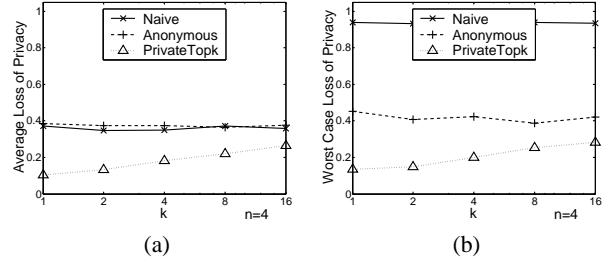 1
0.8
0.6
0.4
0.2
0
Average Loss of Privacy
Naive
Anonymous
PrivateTopk
1
2
4
8
16
k
n=4
(a)
1
0.8
0.6
0.4
0.2
0
Worst Case Loss of Privacy
Naive
Anonymous
PrivateTopk
1
2
4
8
16
k
n=4
(b)